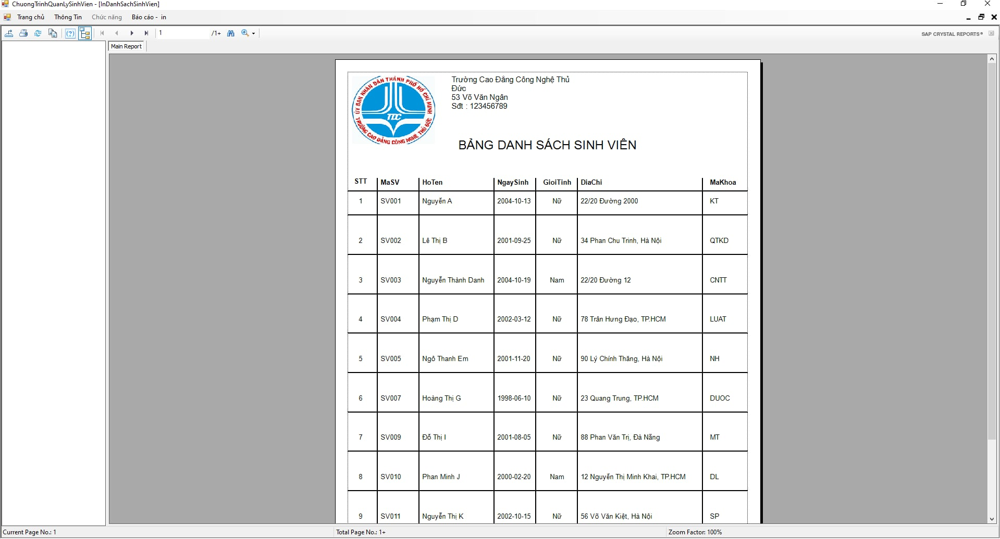 ChuongTrinhQuanLySinhVien - [InDanhSachSinhVien]
Trang chủ Thông Tin Chức năng Báo cáo - in
1 /1+
SAP CRYSTAL REPORTS®
Main Report
ỦY BAN NHÂN DÂN THÀNH PHỐ HỒ CHÍ MINH
TDC
TRƯỜNG CAO ĐẲNG CÔNG NGHỆ THỦ ĐỨC
Trường Cao Đẳng Công Nghệ Thủ
Đức
53 Võ Văn Ngân
Sđt : 123456789
BẢNG DANH SÁCH SINH VIÊN
STT MaSV HoTen NgaySinh GioiTinh DiaChi MaKhoa
1 SV001 Nguyễn A 2004-10-13 Nữ 22/20 Đường 2000 KT
2 SV002 Lê Thị B 2001-09-25 Nữ 34 Phan Chu Trinh, Hà Nội QTKD
3 SV003 Nguyễn Thành Danh 2004-10-19 Nam 22/20 Đường 12 CNTT
4 SV004 Phạm Thị D 2002-03-12 Nữ 78 Trần Hưng Đạo, TP.HCM LUAT
5 SV005 Ngô Thanh Em 2001-11-20 Nữ 90 Lý Chính Thắng, Hà Nội NH
6 SV007 Hoàng Thị G 1998-06-10 Nữ 23 Quang Trung, TP.HCM DUOC
7 SV009 Đỗ Thị I 2001-08-05 Nữ 88 Phan Văn Trị, Đà Nẵng MT
8 SV010 Phan Minh J 2000-02-20 Nam 12 Nguyễn Thị Minh Khai, TP.HCM DL
9 SV011 Nguyễn Thị K 2002-10-15 Nữ 56 Võ Văn Kiệt, Hà Nội SP
Current Page No.: 1 Total Page No.: 1+ Zoom Factor: 100%